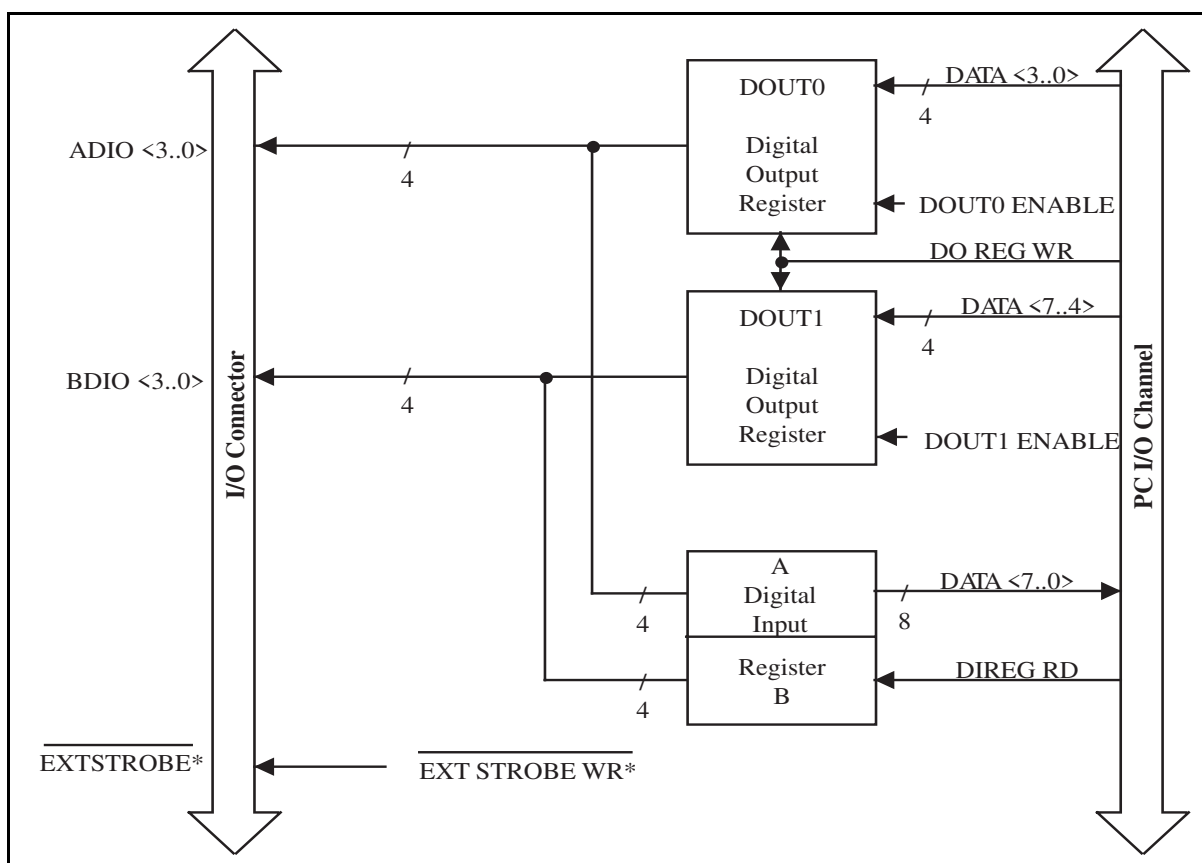 DOUT0
DATA <3..0>
4
ADIO <3..0>
4
Digital
Output
Register
DOUT0 ENABLE
DO REG WR
DOUT1
DATA <7..4>
4
BDIO <3..0>
4
Digital
Output
Register
DOUT1 ENABLE
I/O Connector
PC I/O Channel
A
Digital
Input
4
DATA <7..0>
8
Register
B
4
DIREG RD
EXTSTROBE*
EXT STROBE WR*